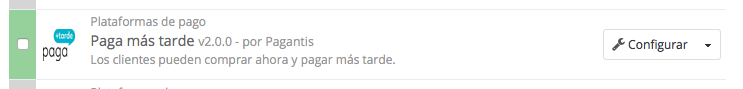 Plataformas de pago
+tarde
paga
Paga más tarde v2.0.0 - por Pagantis
Configurar
Los clientes pueden comprar ahora y pagar más tarde.